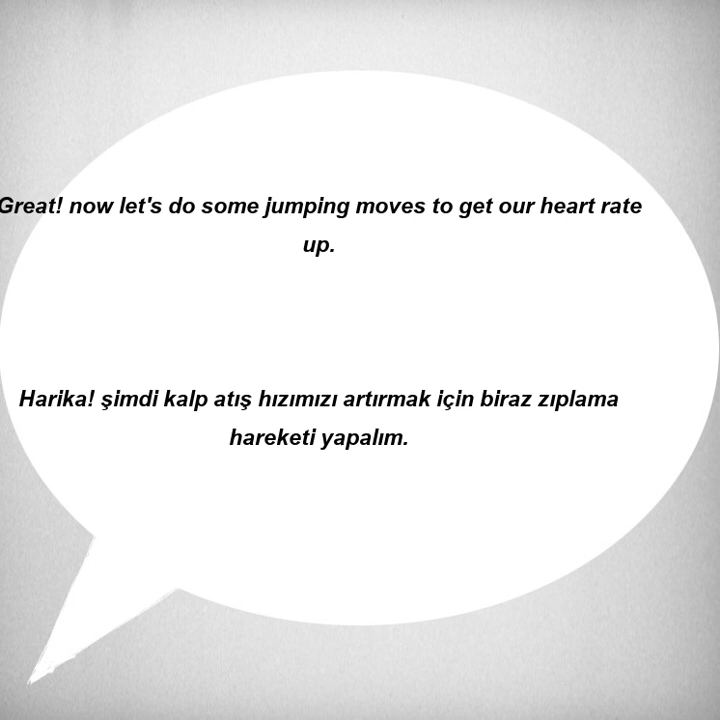 Great! now let's do some jumping moves to get our heart rate
up.
Harika! şimdi kalp atış hızımızı artırmak için biraz zıplama
hareketi yapalım.